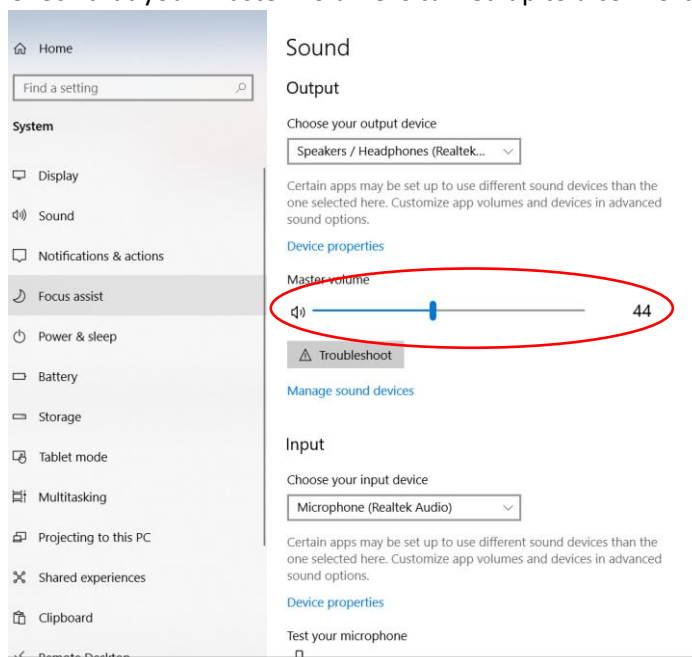 Home
Find a setting
System
Display
Sound
Notifications & actions
Focus assist
Power & sleep
Battery
Storage
Tablet mode
Multitasking
Projecting to this PC
Shared experiences
Clipboard
Remote Desktop
Sound
Output
Choose your output device
Speakers / Headphones (Realtek...
Certain apps may be set up to use different sound devices than the
one selected here. Customize app volumes and devices in advanced
sound options.
Device properties
Master volume
44
Troubleshoot
Manage sound devices
Input
Choose your input device
Microphone (Realtek Audio)
Certain apps may be set up to use different sound devices than the
one selected here. Customize app volumes and devices in advanced
sound options.
Device properties
Test your microphone